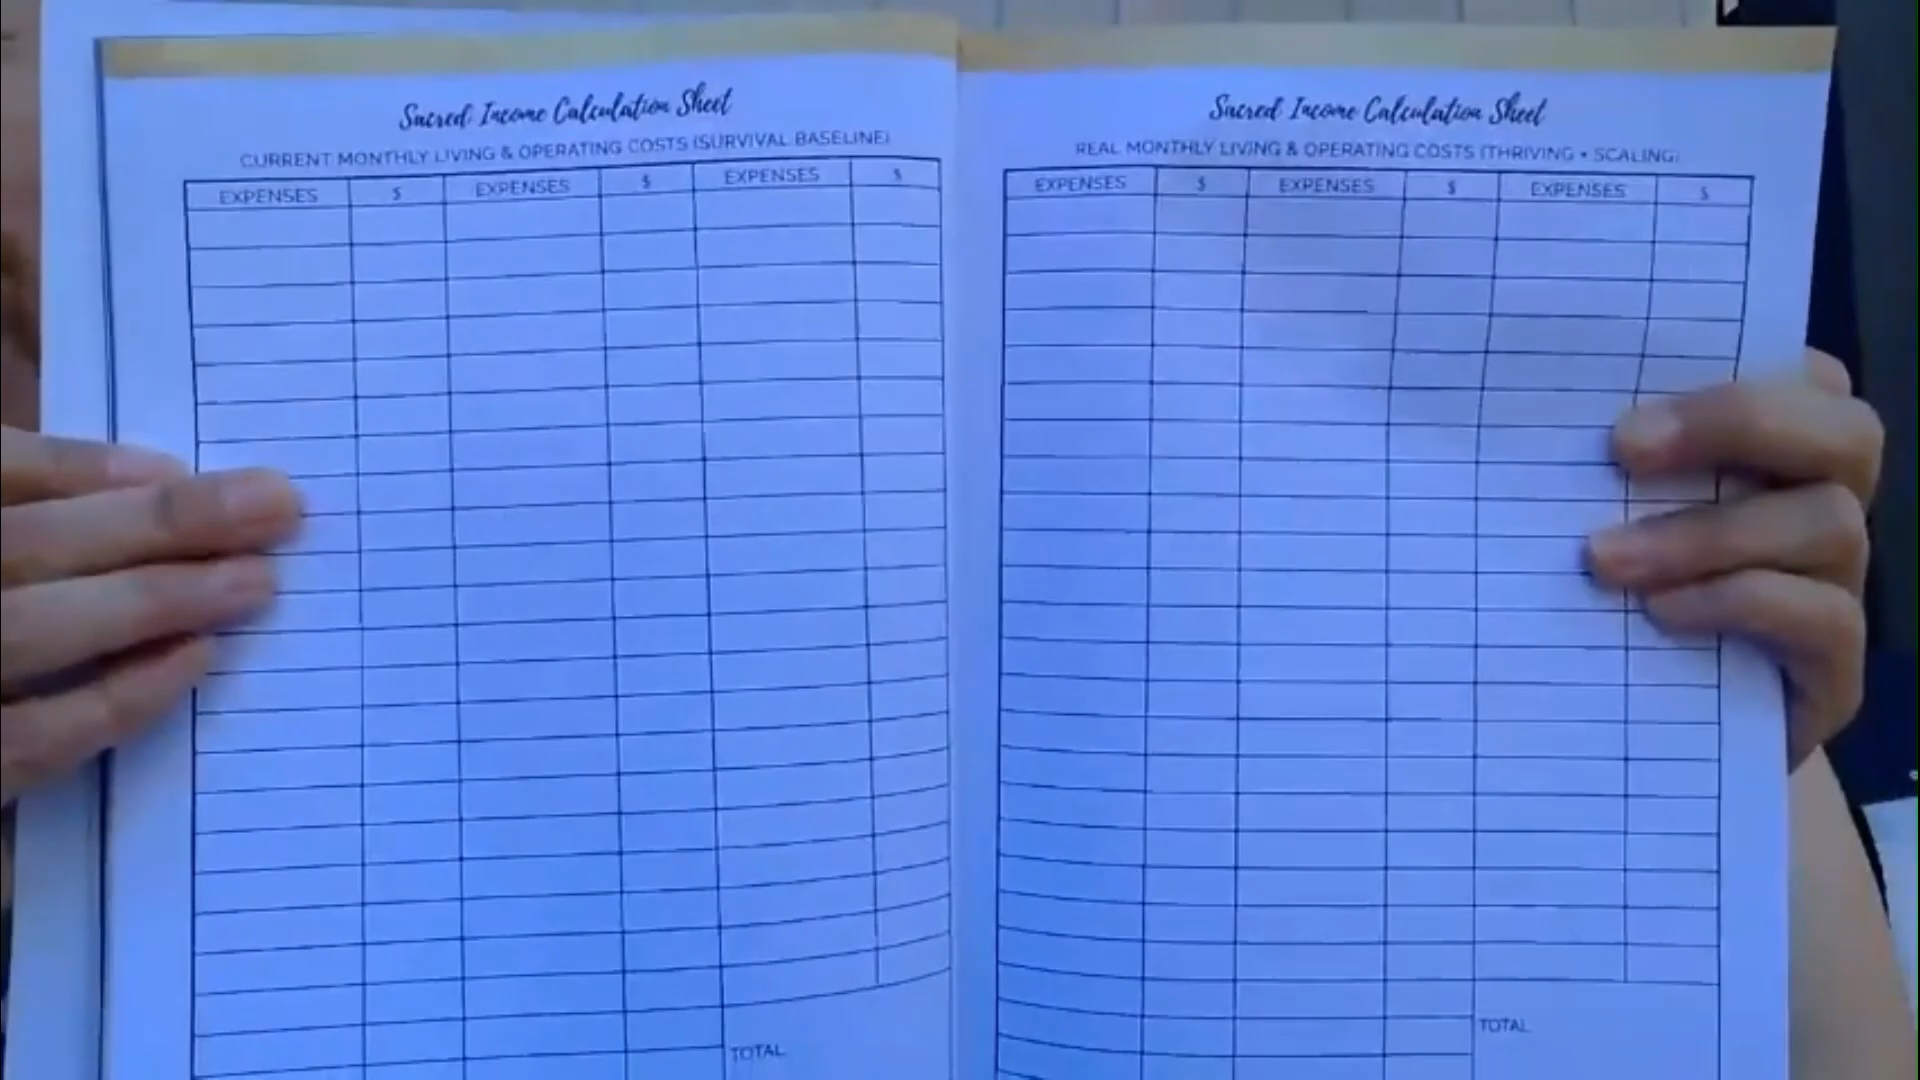 Sacred Income Calculation Sheet
CURRENT MONTHLY LIVING & OPERATING COSTS (SURVIVAL BASELINE)
EXPENSES $ EXPENSES $ EXPENSES $
TOTAL
Sacred Income Calculation Sheet
REAL MONTHLY LIVING & OPERATING COSTS (THRIVING • SCALING)
EXPENSES $ EXPENSES $ EXPENSES $
TOTAL